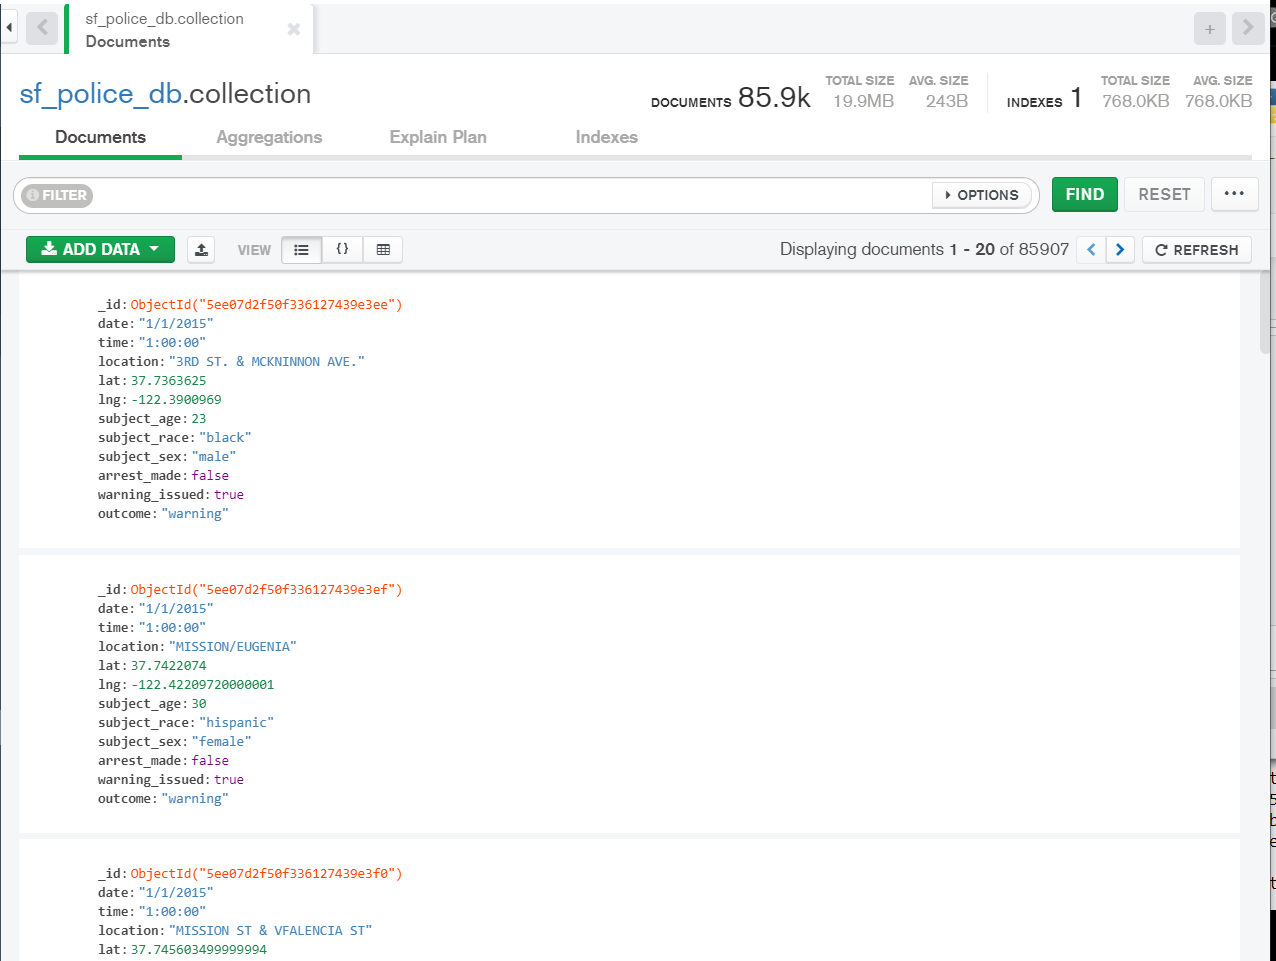 sf_police_db.collection
Documents
sf_police_db.collection
DOCUMENTS 85.9k TOTAL SIZE 19.9MB AVG. SIZE 243B INDEXES 1 TOTAL SIZE 768.0KB AVG. SIZE 768.0KB
Documents Aggregations Explain Plan Indexes
FILTER OPTIONS FIND RESET ...
ADD DATA VIEW {} Displaying documents 1 - 20 of 85907 < > REFRESH
_id: ObjectId("5ee07d2f50f336127439e3ee")
date: "1/1/2015"
time: "1:00:00"
location: "3RD ST. & MCKNINNON AVE."
lat: 37.7363625
lng: -122.3900969
subject_age: 23
subject_race: "black"
subject_sex: "male"
arrest_made: false
warning_issued: true
outcome: "warning"
_id: ObjectId("5ee07d2f50f336127439e3ef")
date: "1/1/2015"
time: "1:00:00"
location: "MISSION/EUGENIA"
lat: 37.7422074
lng: -122.42209720000001
subject_age: 30
subject_race: "hispanic"
subject_sex: "female"
arrest_made: false
warning_issued: true
outcome: "warning"
_id: ObjectId("5ee07d2f50f336127439e3f0")
date: "1/1/2015"
time: "1:00:00"
location: "MISSION ST & VFALENCIA ST"
lat: 37.745603499999994